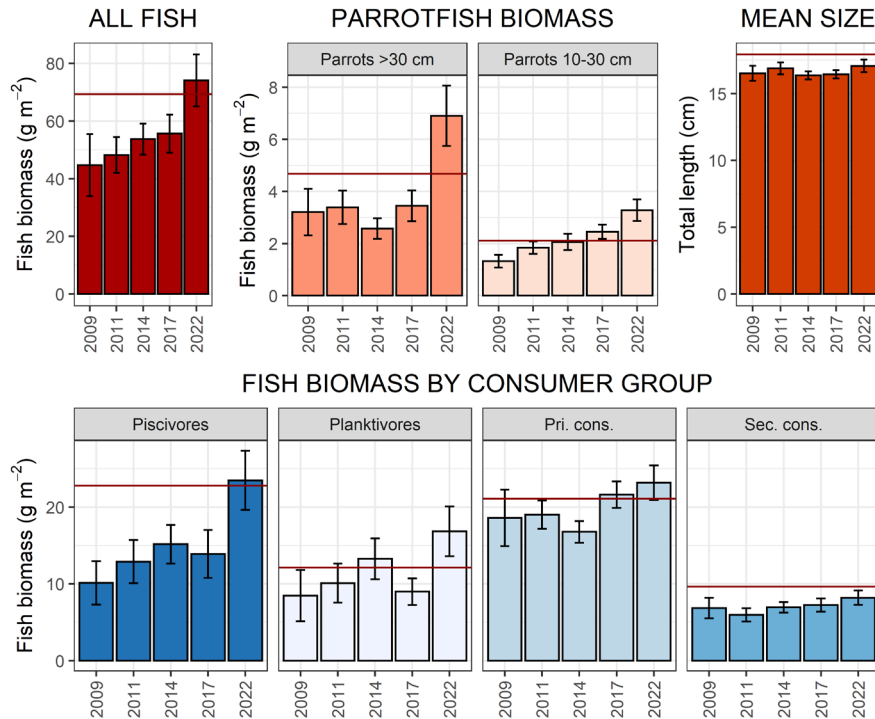 ALL FISH
PARROTFISH BIOMASS
MEAN SIZE
Fish biomass (g m⁻²)
80
60
40
20
0
2009 2011 2014 2017 2022
Fish biomass (g m⁻²)
Parrots >30 cm
Parrots 10-30 cm
8
6
4
2
0
2009 2011 2014 2017 2022
2009 2011 2014 2017 2022
Total length (cm)
15
10
5
0
2009 2011 2014 2017 2022
FISH BIOMASS BY CONSUMER GROUP
Fish biomass (g m⁻²)
Piscivores
Planktivores
Pri. cons.
Sec. cons.
20
10
0
2009 2011 2014 2017 2022
2009 2011 2014 2017 2022
2009 2011 2014 2017 2022
2009 2011 2014 2017 2022